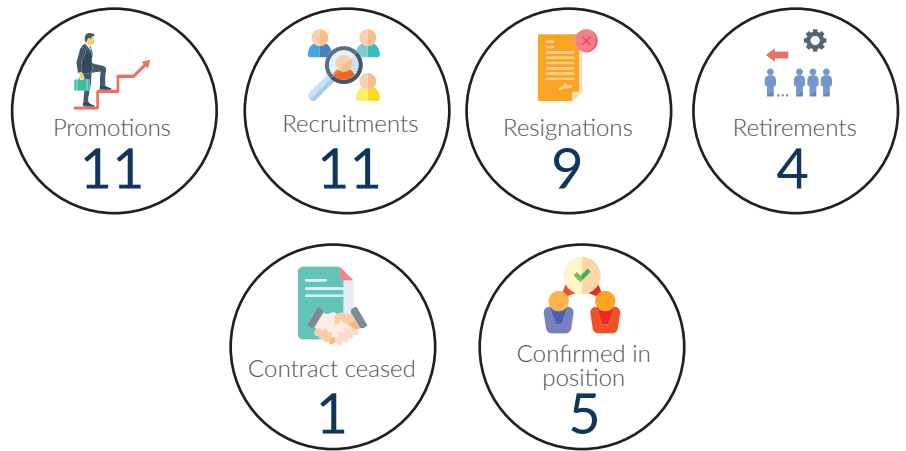 Promotions
11
Recruitments
11
Resignations
9
Retirements
4
Contract ceased
1
Confirmed in
position
5